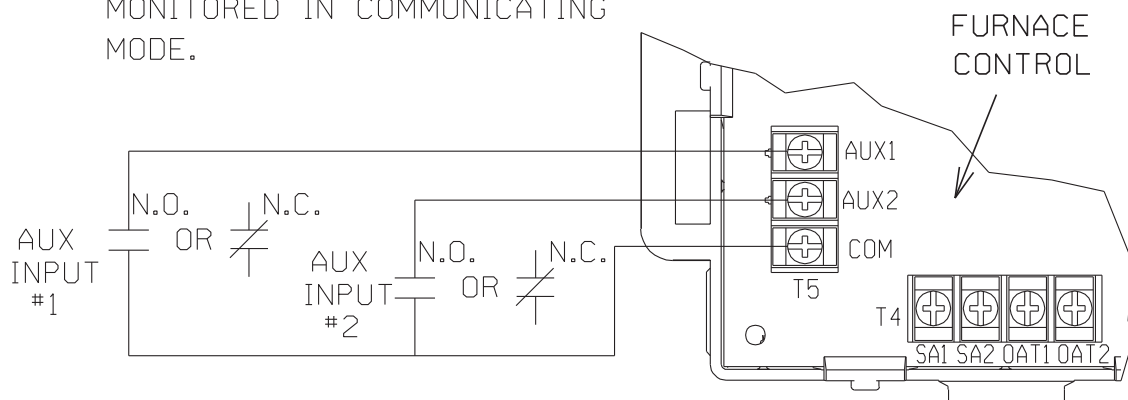 MONITORED IN COMMUNICATING
MODE.
FURNACE
CONTROL
AUX1
AUX2
COM
T5
N.O.
OR
N.C.
AUX
INPUT
#1
N.O.
OR
N.C.
AUX
INPUT
#2
T4
SA1 SA2 OAT1 OAT2